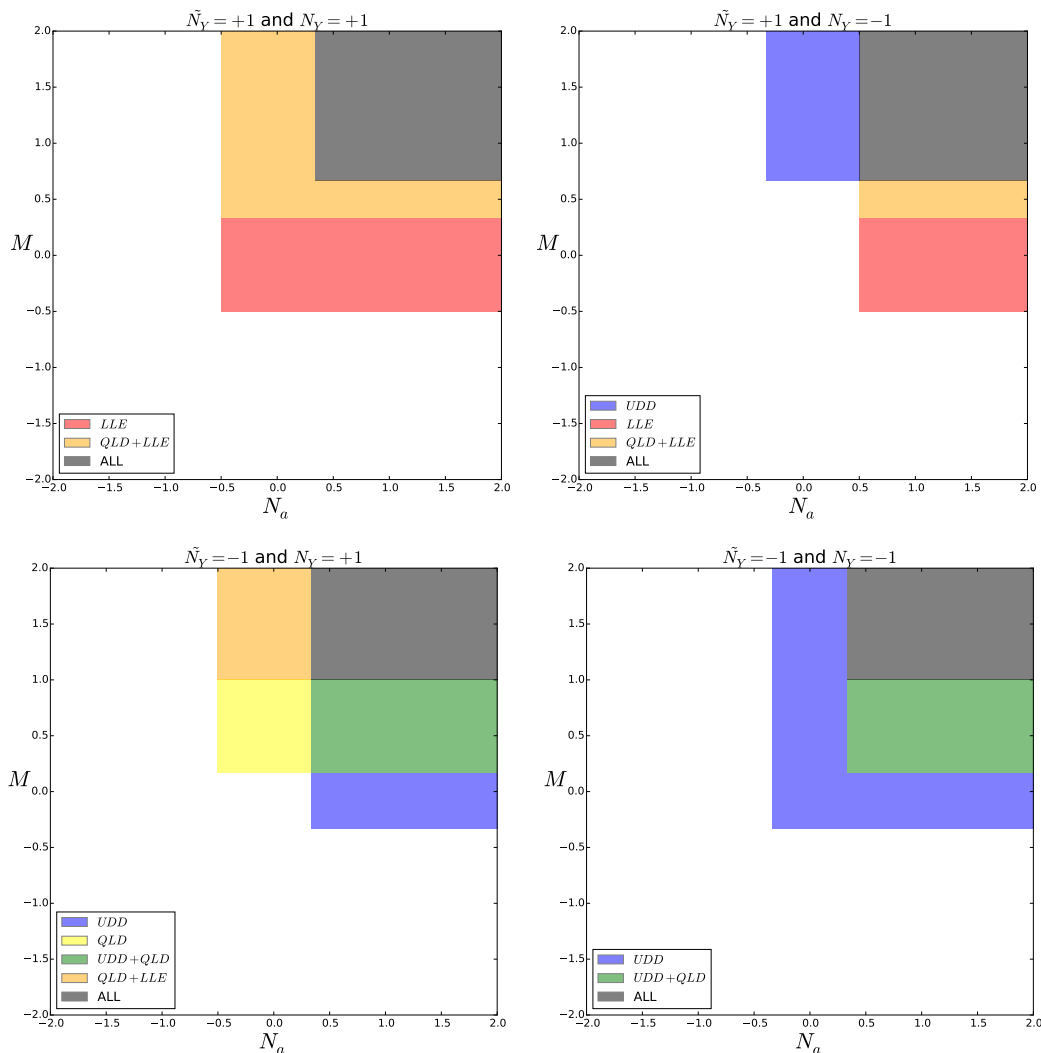 Ñ_Y = +1 and N_Y = +1
2.0
1.5
1.0
0.5
M 0.0
−0.5
−1.0
−1.5
−2.0
LLE
QLD+LLE
ALL
−2.0 −1.5 −1.0 −0.5 0.0 0.5 1.0 1.5 2.0
N_a
Ñ_Y = +1 and N_Y = −1
2.0
1.5
1.0
0.5
M 0.0
−0.5
−1.0
−1.5
−2.0
UDD
LLE
QLD+LLE
ALL
−2.0 −1.5 −1.0 −0.5 0.0 0.5 1.0 1.5 2.0
N_a
Ñ_Y = −1 and N_Y = +1
2.0
1.5
1.0
0.5
M 0.0
−0.5
−1.0
−1.5
−2.0
UDD
QLD
UDD+QLD
QLD+LLE
ALL
−2.0 −1.5 −1.0 −0.5 0.0 0.5 1.0 1.5 2.0
N_a
Ñ_Y = −1 and N_Y = −1
2.0
1.5
1.0
0.5
M 0.0
−0.5
−1.0
−1.5
−2.0
UDD
UDD+QLD
ALL
−2.0 −1.5 −1.0 −0.5 0.0 0.5 1.0 1.5 2.0
N_a